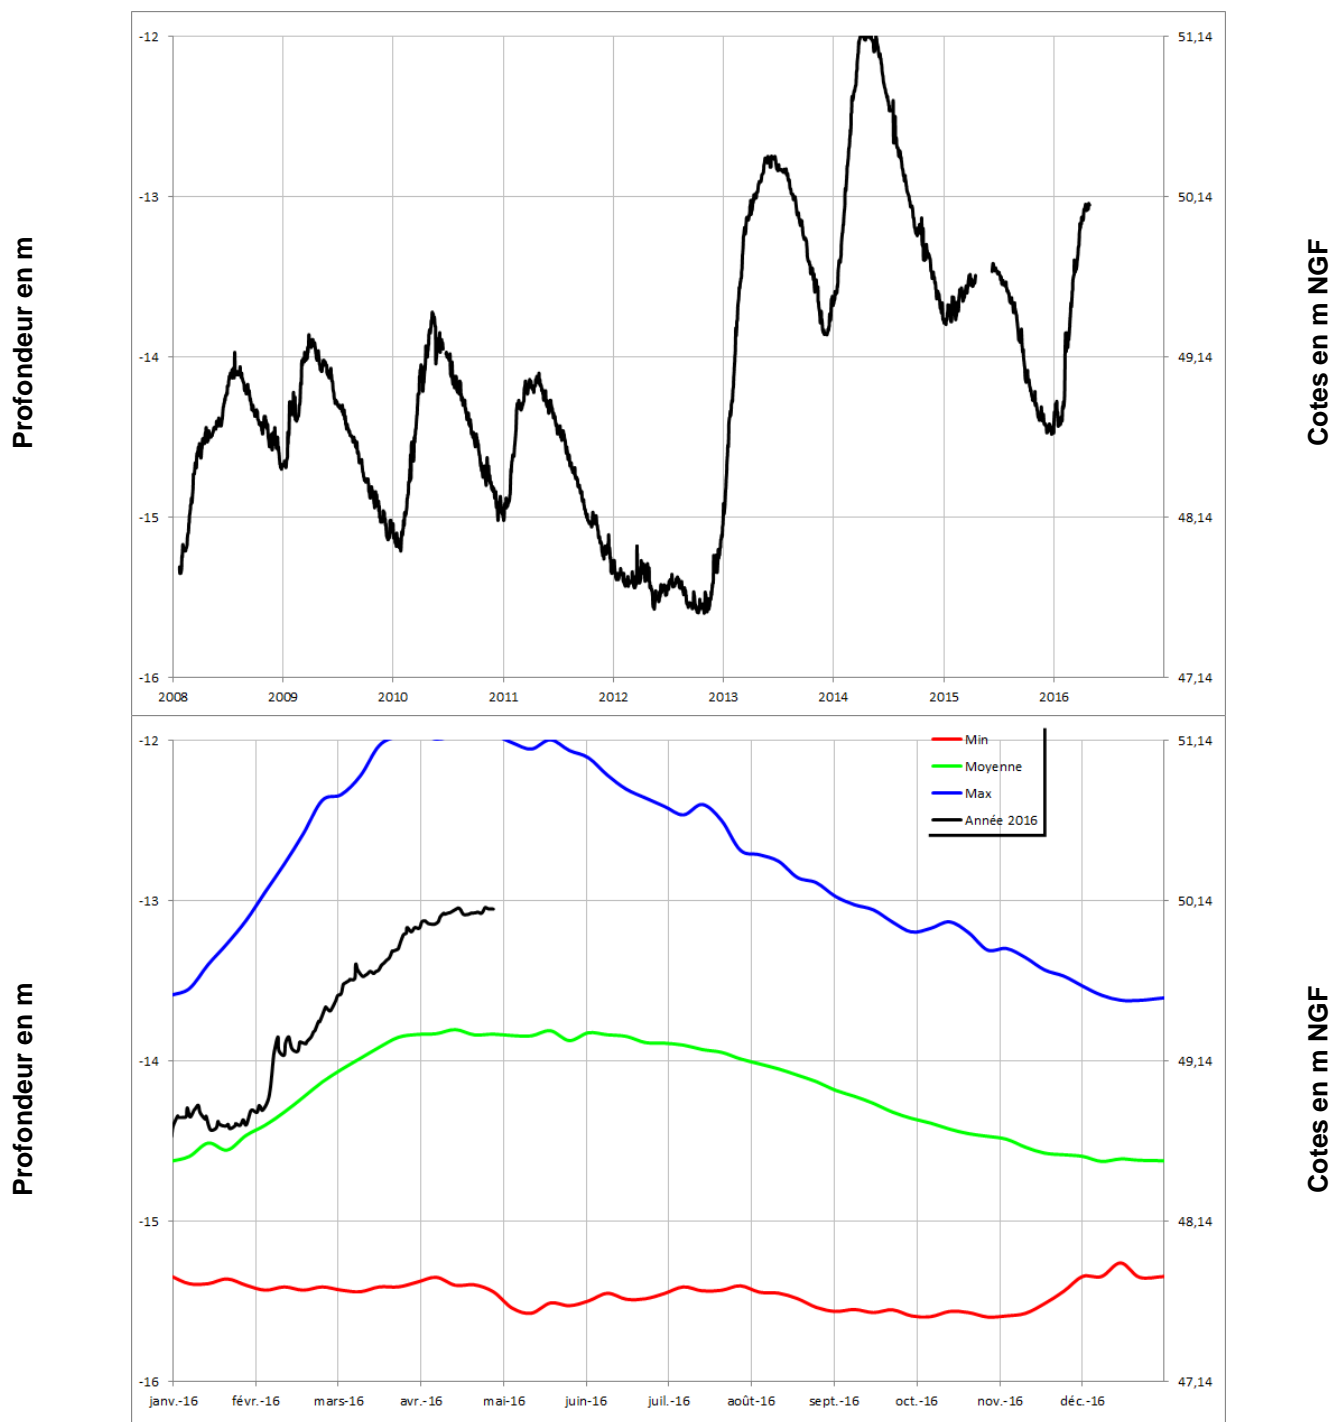 -12
-13
-14
-15
-16
51,14
50,14
49,14
48,14
47,14
2008 2009 2010 2011 2012 2013 2014 2015 2016
Profondeur en m
Cotes en m NGF
-12
-13
-14
-15
-16
51,14
50,14
49,14
48,14
47,14
Min
Moyenne
Max
Année 2016
janv.-16 févr.-16 mars-16 avr.-16 mai-16 juin-16 juil.-16 août-16 sept.-16 oct.-16 nov.-16 déc.-16
Profondeur en m
Cotes en m NGF